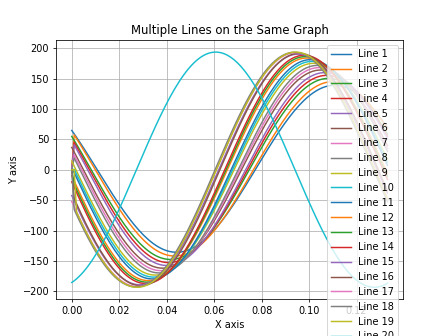 Multiple Lines on the Same Graph
Y axis
200
150
100
50
0
−50
−100
−150
−200
0.00
0.02
0.04
0.06
0.08
0.10
X axis
Line 1
Line 2
Line 3
Line 4
Line 5
Line 6
Line 7
Line 8
Line 9
Line 10
Line 11
Line 12
Line 13
Line 14
Line 15
Line 16
Line 17
Line 18
Line 19
Line 20